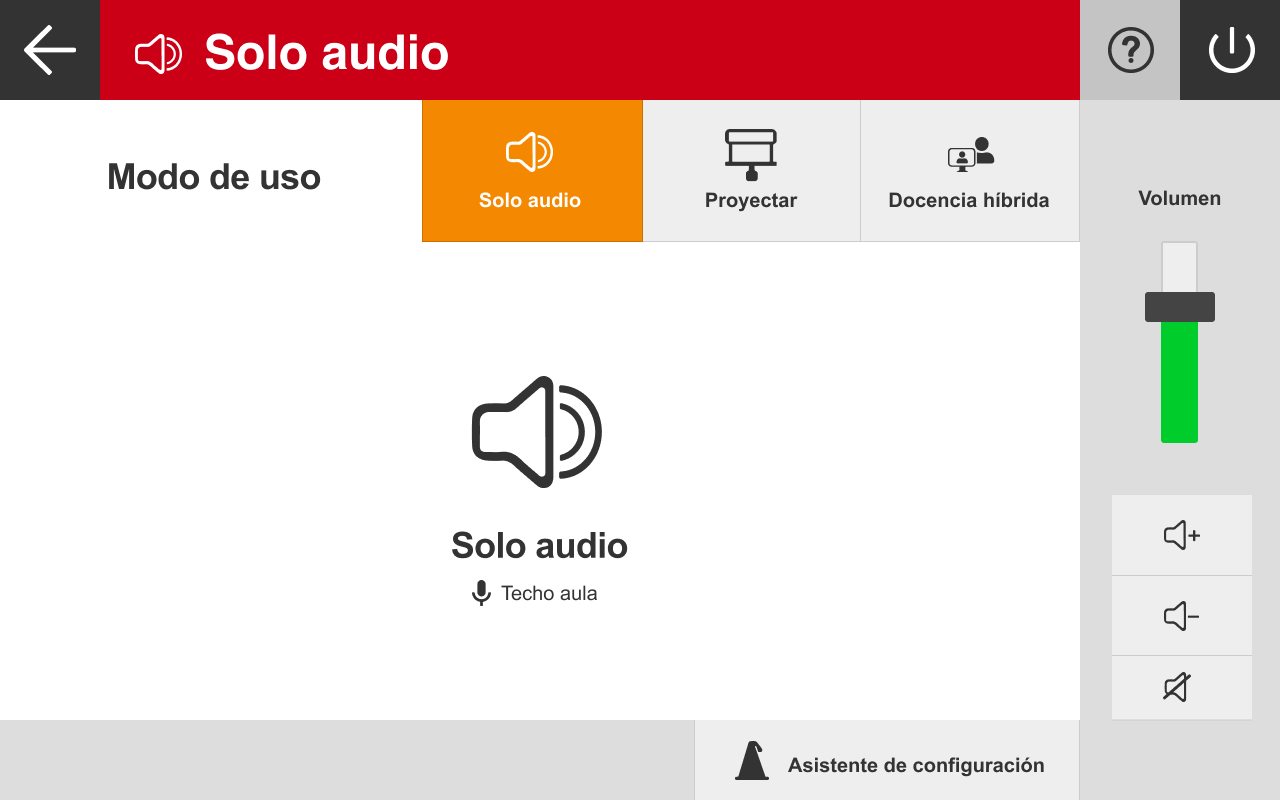 Solo audio
Modo de uso
Solo audio
Proyectar
Docencia híbrida
Volumen
Solo audio
Techo aula
Asistente de configuración